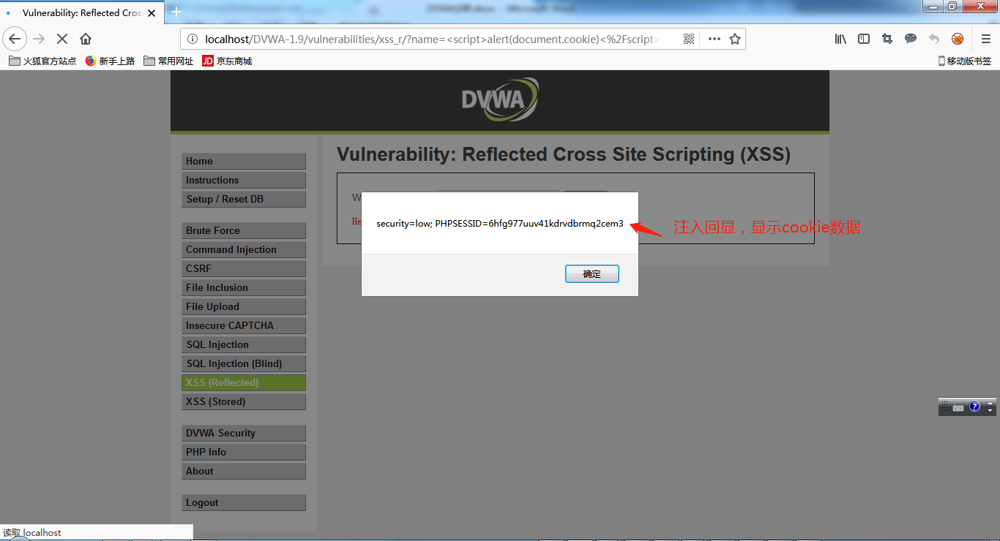 Vulnerability: Reflected Cros
localhost/DVWA-1.9/vulnerabilities/xss_r/?name=<script>alert(document.cookie)<%2Fscript>
火狐官方站点 新手上路 常用网址 JD 京东商城 移动版书签
DVWA
Vulnerability: Reflected Cross Site Scripting (XSS)
Home
Instructions
Setup / Reset DB
Brute Force
Command Injection
CSRF
File Inclusion
File Upload
Insecure CAPTCHA
SQL Injection
SQL Injection (Blind)
XSS (Reflected)
XSS (Stored)
DVWA Security
PHP Info
About
Logout
W
He
security=low; PHPSESSID=6hfg977uuv41kdrvdbrmq2cem3
注入回显，显示cookie数据
确定
读取 localhost